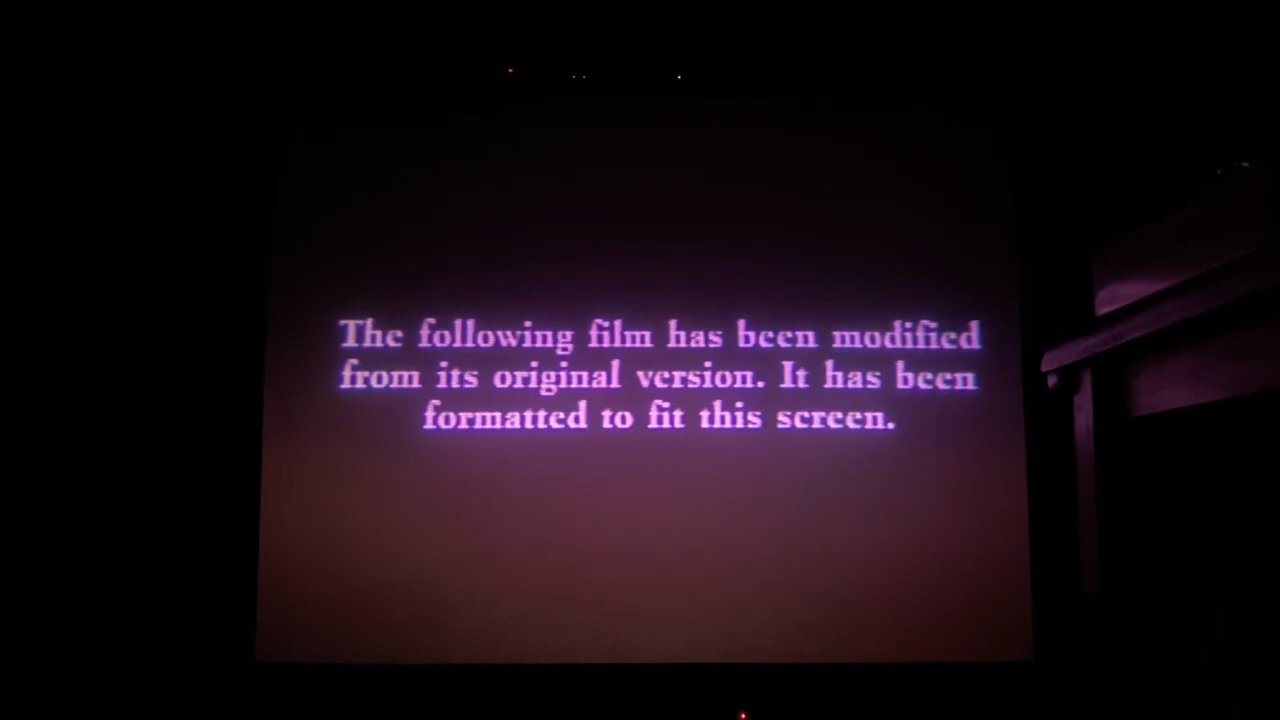 The following film has been modified
from its original version. It has been
formatted to fit this screen.